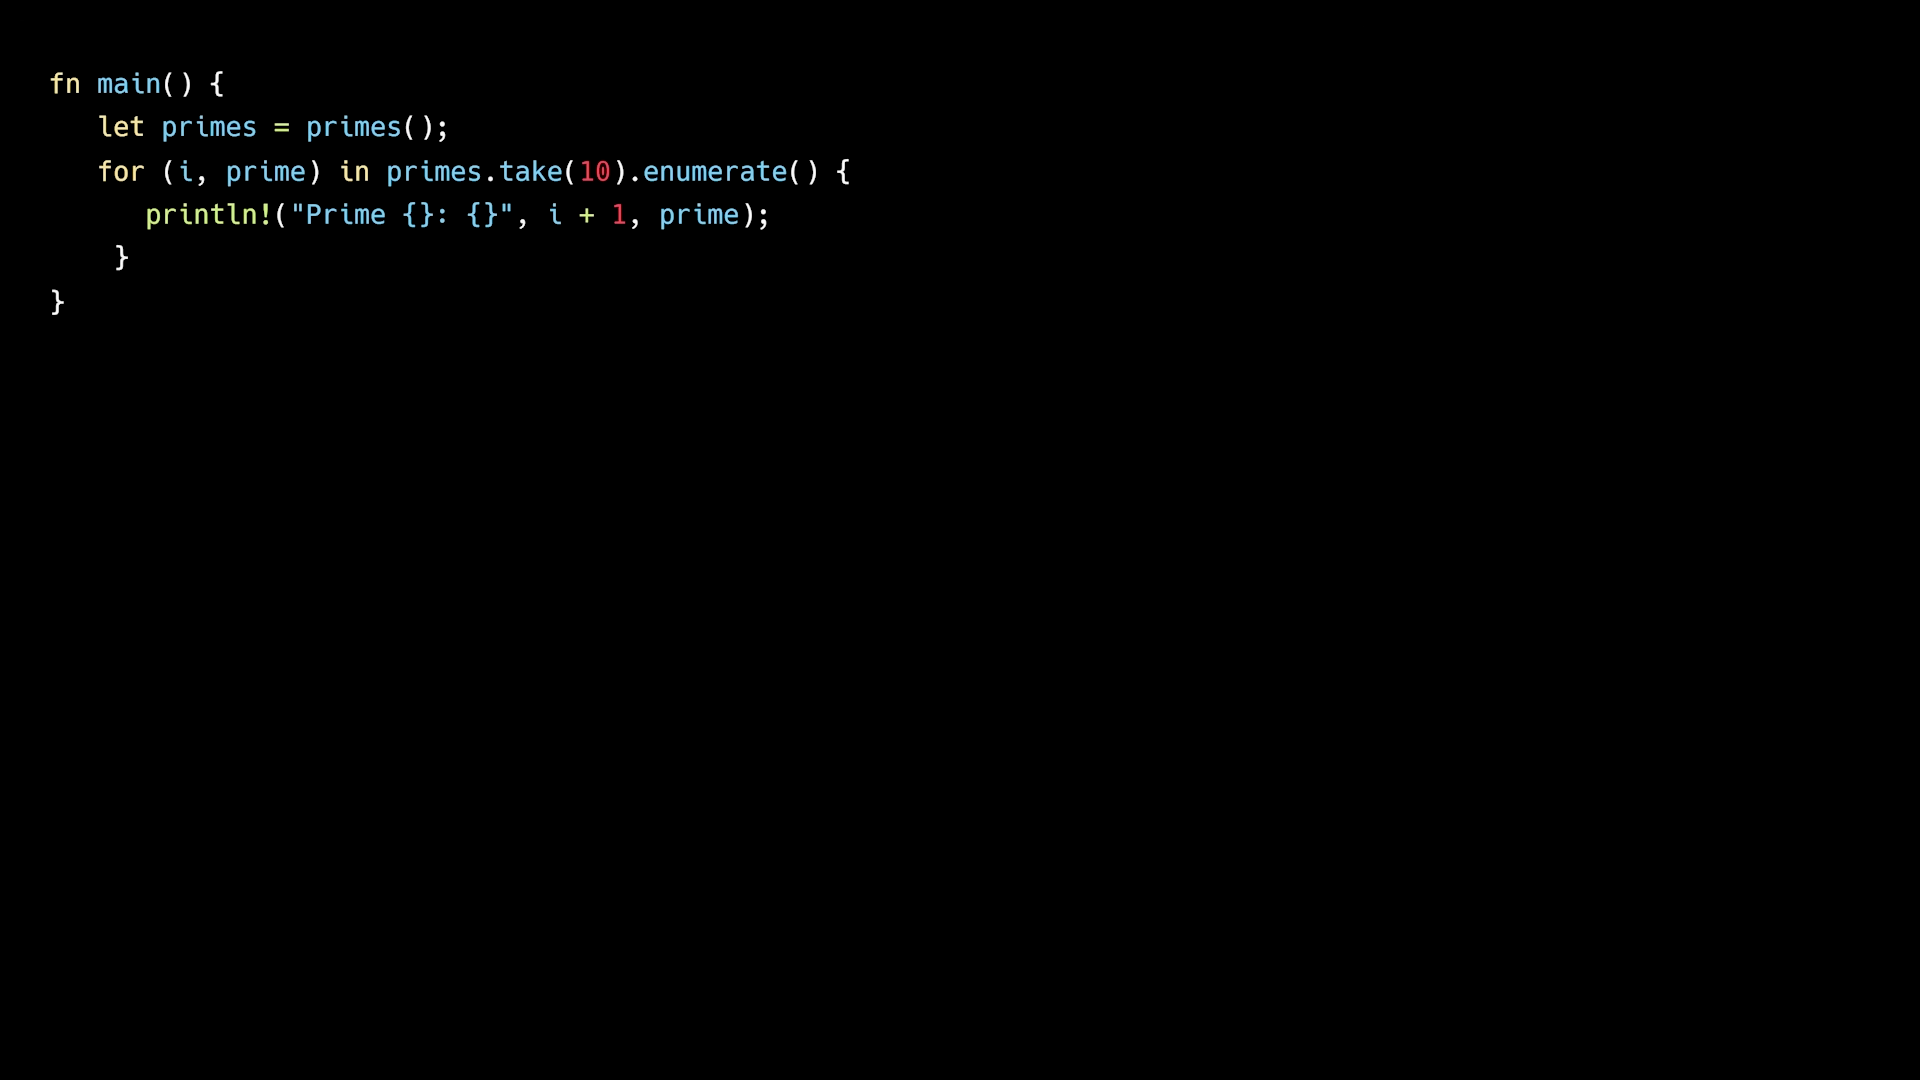 fn main() {
   let primes = primes();
   for (i, prime) in primes.take(10).enumerate() {
      println!("Prime {}: {}", i + 1, prime);
    }
}